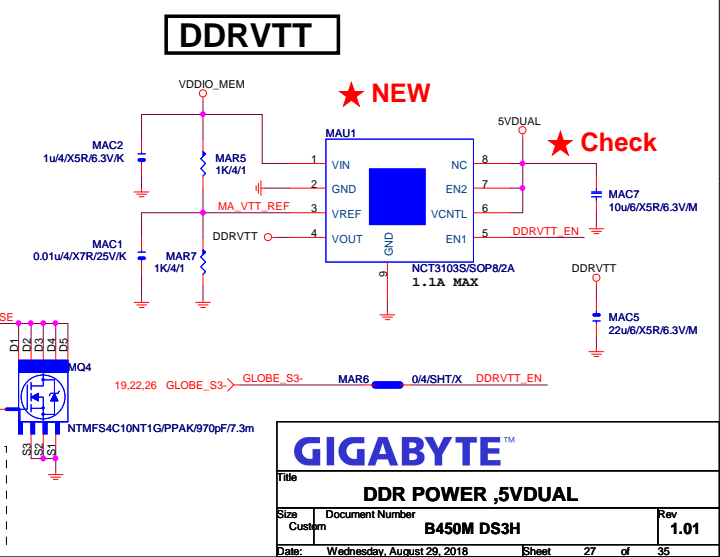 DDRVTT
VDDIO_MEM
★ NEW
5VDUAL
★ Check
MAC2
1u/4/X5R/6.3V/K
MAR5
1K/4/1
MAU1
1 VIN
2 GND
3 VREF
4 VOUT
NC 8
EN2 7
VCNTL 6
EN1 5
GND
9
MA_VTT_REF
DDRVTT
DDRVTT_EN
MAC7
10u/6/X5R/6.3V/M
MAC1
0.01u/4/X7R/25V/K
MAR7
1K/4/1
NCT3103S/SOP8/2A
1.1A MAX
DDRVTT
MAC5
22u/6/X5R/6.3V/M
SE
D1
D2
D3
D4
D5
MQ4
NTMFS4C10NT1G/PPAK/970pF/7.3m
S3
S2
S1
19,22,26 GLOBE_S3-
GLOBE_S3-
MAR6
0/4/SHT/X
DDRVTT_EN
GIGABYTE™
Title
DDR POWER ,5VDUAL
Size
Custom
Document Number
B450M DS3H
Rev
1.01
Date: Wednesday, August 29, 2018 Sheet 27 of 35